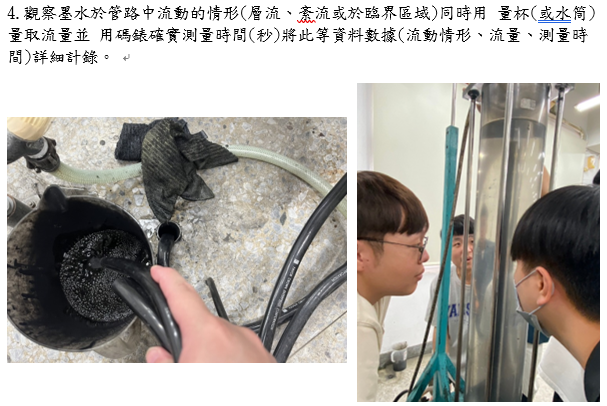 4.觀察墨水於管路中流動的情形(層流、紊流或於臨界區域)同時用 量杯(或水筒)
量取流量並 用碼錶確實測量時間(秒)將此等資料數據(流動情形、流量、測量時
間)詳細計錄。